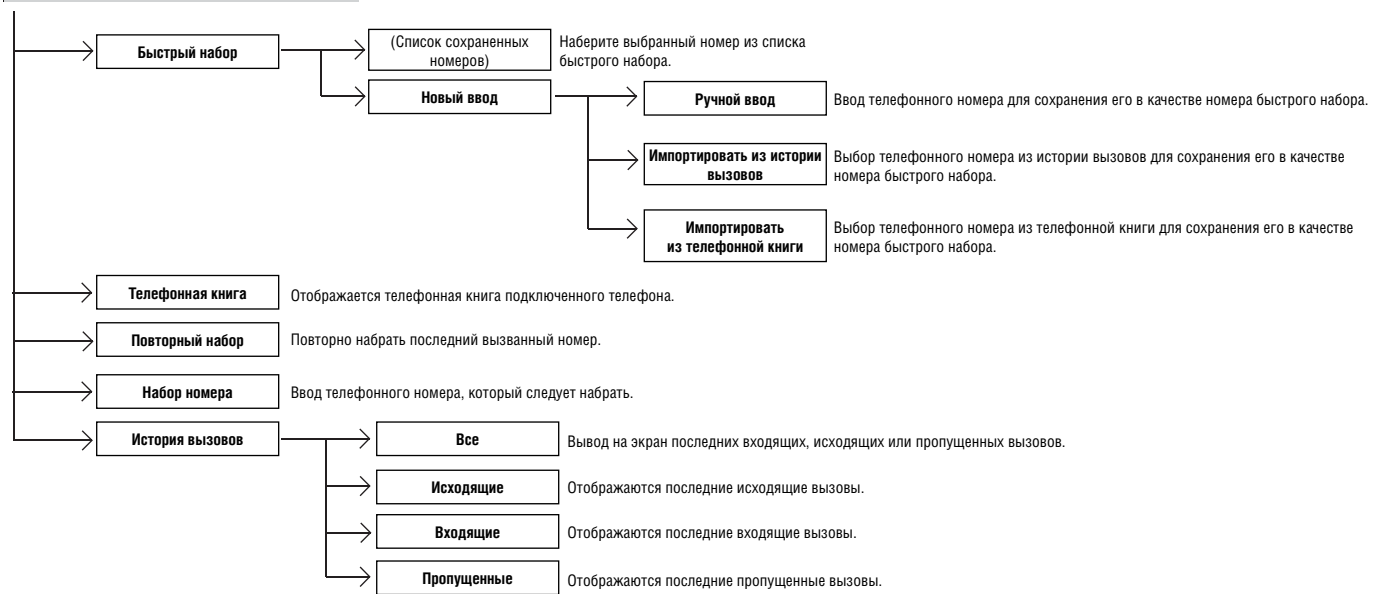 Быстрый набор
(Список сохраненных
номеров)
Наберите выбранный номер из списка
быстрого набора.
Новый ввод
Ручной ввод
Ввод телефонного номера для сохранения его в качестве номера быстрого набора.
Импортировать из истории
вызовов
Выбор телефонного номера из истории вызовов для сохранения его в качестве
номера быстрого набора.
Импортировать
из телефонной книги
Выбор телефонного номера из телефонной книги для сохранения его в качестве
номера быстрого набора.
Телефонная книга
Отображается телефонная книга подключенного телефона.
Повторный набор
Повторно набрать последний вызванный номер.
Набор номера
Ввод телефонного номера, который следует набрать.
История вызовов
Все
Вывод на экран последних входящих, исходящих или пропущенных вызовов.
Исходящие
Отображаются последние исходящие вызовы.
Входящие
Отображаются последние входящие вызовы.
Пропущенные
Отображаются последние пропущенные вызовы.